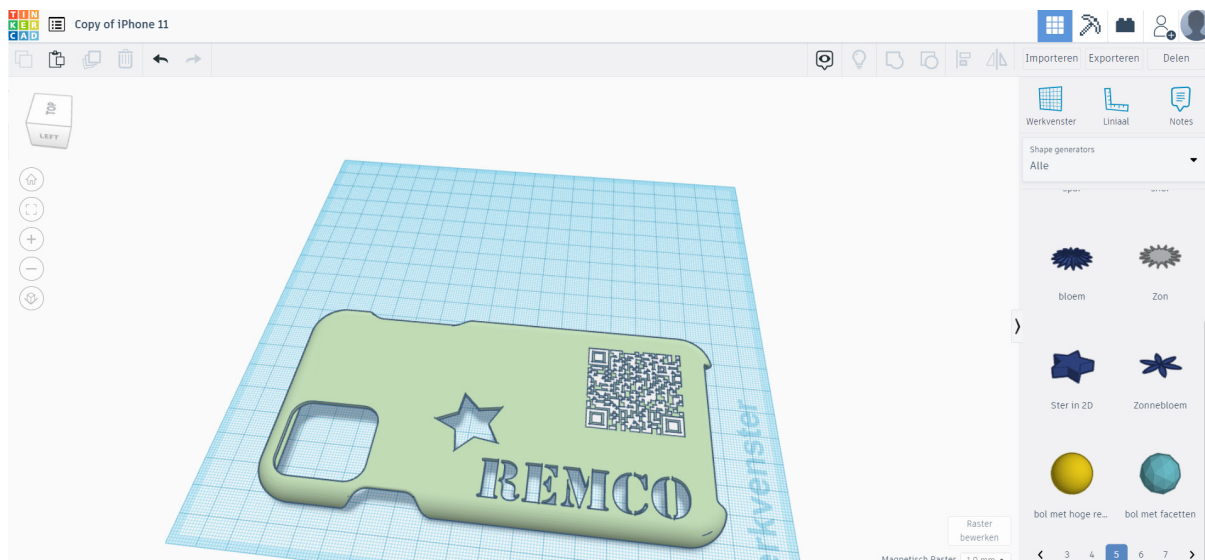 TIN
KER
CAD
Copy of iPhone 11
Importeren
Exporteren
Delen
TOP
LEFT
Werkvenster
Liniaal
Notes
Shape generators
Alle
bloem
Zon
Ster in 2D
Zonnebloem
bol met hoge re...
bol met facetten
REMCO
erkvenster
Raster
bewerken
Magnetisch Raster
1.0 mm
3 4 5 6 7